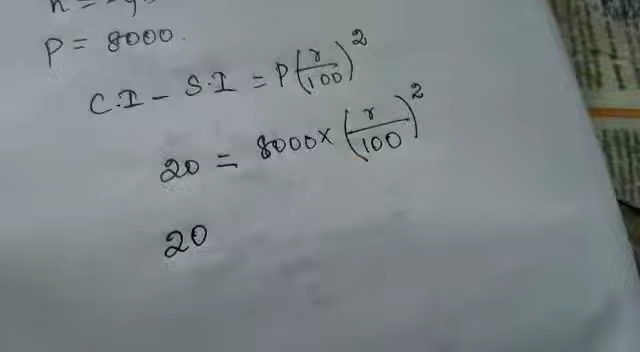 P = 8000.
C.I - S.I = P(r/100)²
20 = 8000 × (r/100)²
20